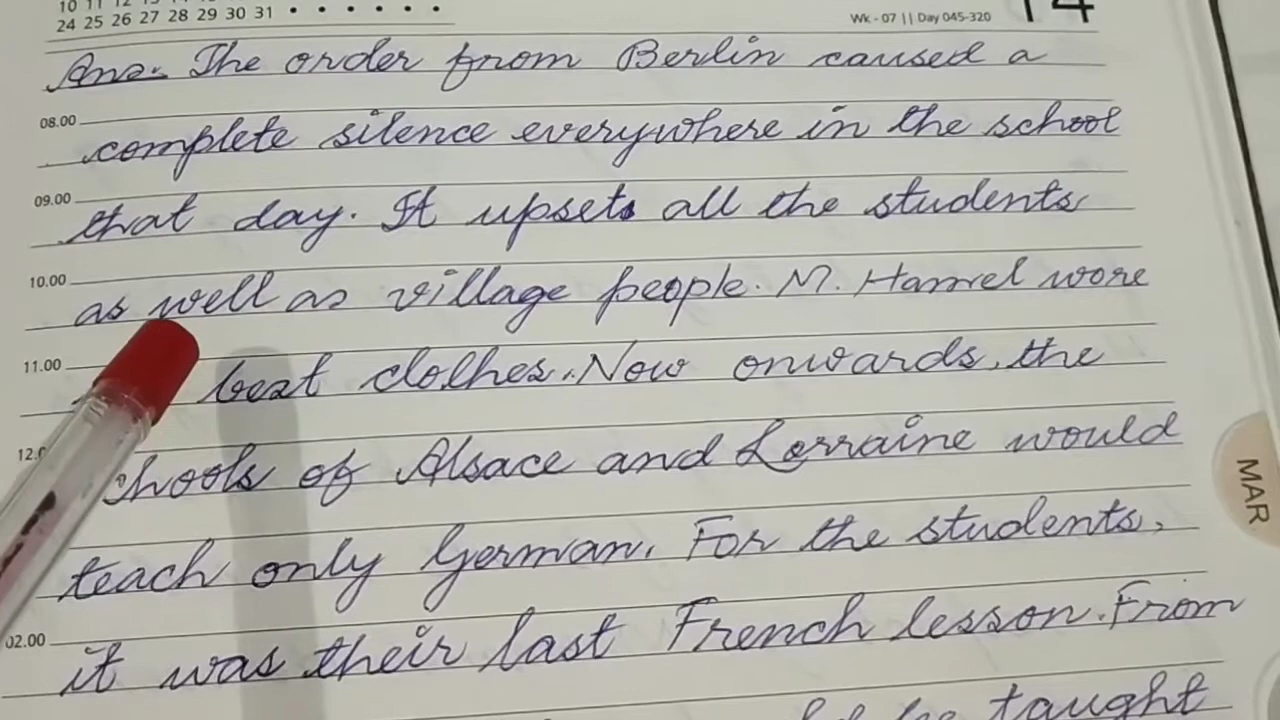 24 25 26 27 28 29 30 31
Wk - 07 || Day 045-320
14
Ans. The order from Berlin caused a
08.00
complete silence everywhere in the school
09.00
that day. It upsets all the students
10.00
as well as village people. M. Hamel wore
11.00
best clothes. Now onwards, the
chools of Alsace and Lorraine would
teach only German. For the students,
02.00
it was their last French lesson. From
be taught
MAR